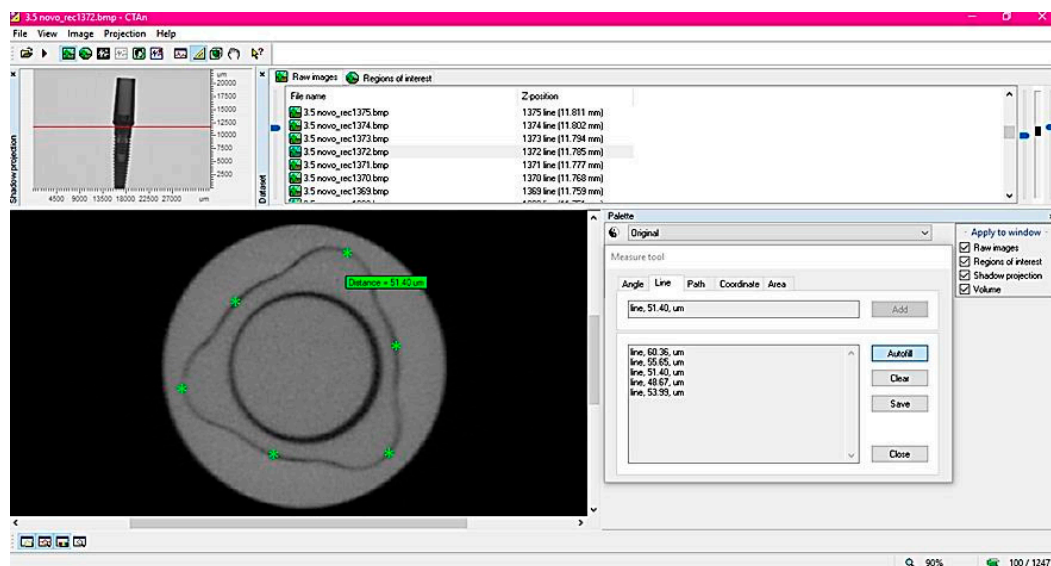 3.5 novo_rec1372.bmp - CTAn
File View Image Projection Help
Shadow projection
um
20000
17500
15000
12500
10000
7500
5000
2500
4500 9000 13500 18000 22500 27000 um
Dataset
Raw images Regions of interest
File name Z-position
3.5 novo_rec1375.bmp 1375 line (11.811 mm)
3.5 novo_rec1374.bmp 1374 line (11.802 mm)
3.5 novo_rec1373.bmp 1373 line (11.794 mm)
3.5 novo_rec1372.bmp 1372 line (11.785 mm)
3.5 novo_rec1371.bmp 1371 line (11.777 mm)
3.5 novo_rec1370.bmp 1370 line (11.768 mm)
3.5 novo_rec1369.bmp 1369 line (11.759 mm)
Distance = 51.40 um
Palette
Original
Apply to window
Raw images
Regions of interest
Shadow projection
Volume
Measure tool
Angle Line Path Coordinate Area
line, 51.40, um Add
line, 60.36, um
line, 55.65, um
line, 51.40, um
line, 48.67, um
line, 53.99, um
Autofill
Clear
Save
Close
90% 100 / 1247